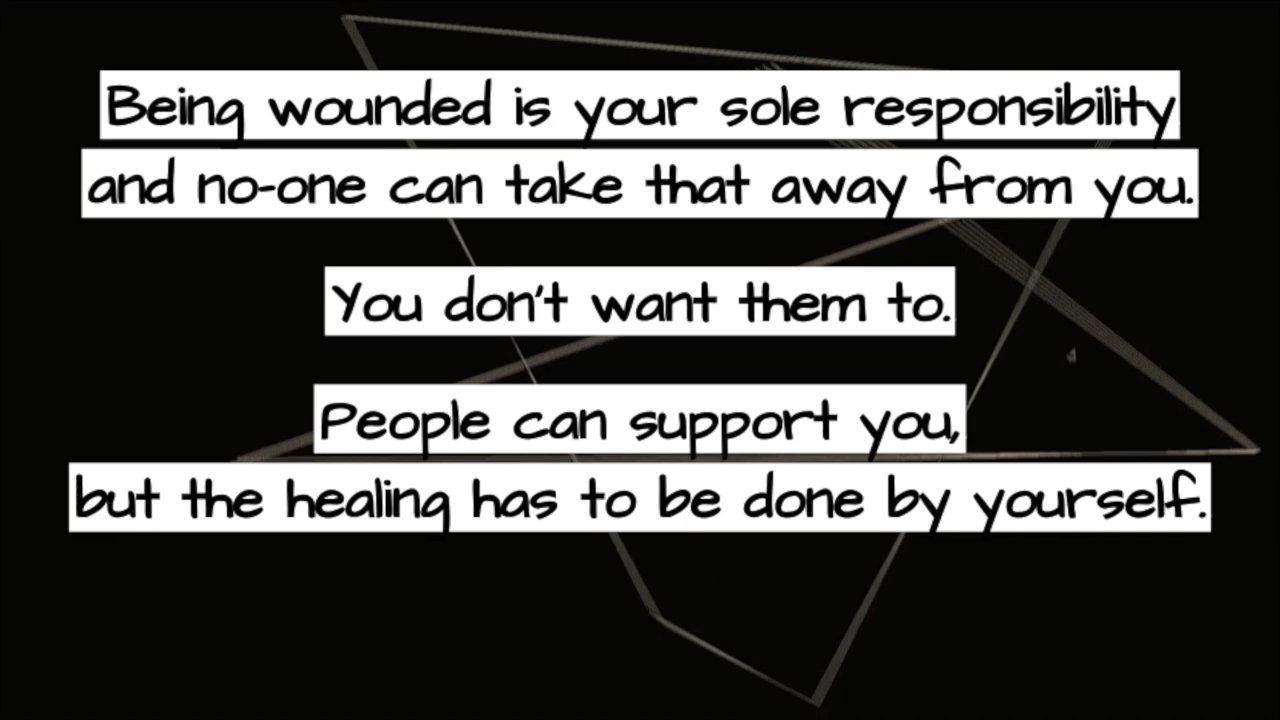 Being wounded is your sole responsibility
and no-one can take that away from you.
You don't want them to.
People can support you,
but the healing has to be done by yourself.